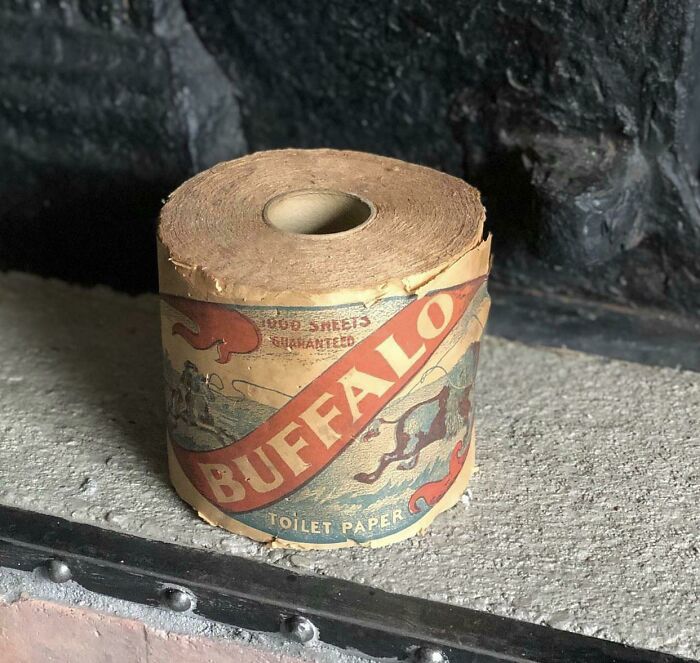 1000 SHEETS
GUARANTEED
BUFFALO
TOILET PAPER